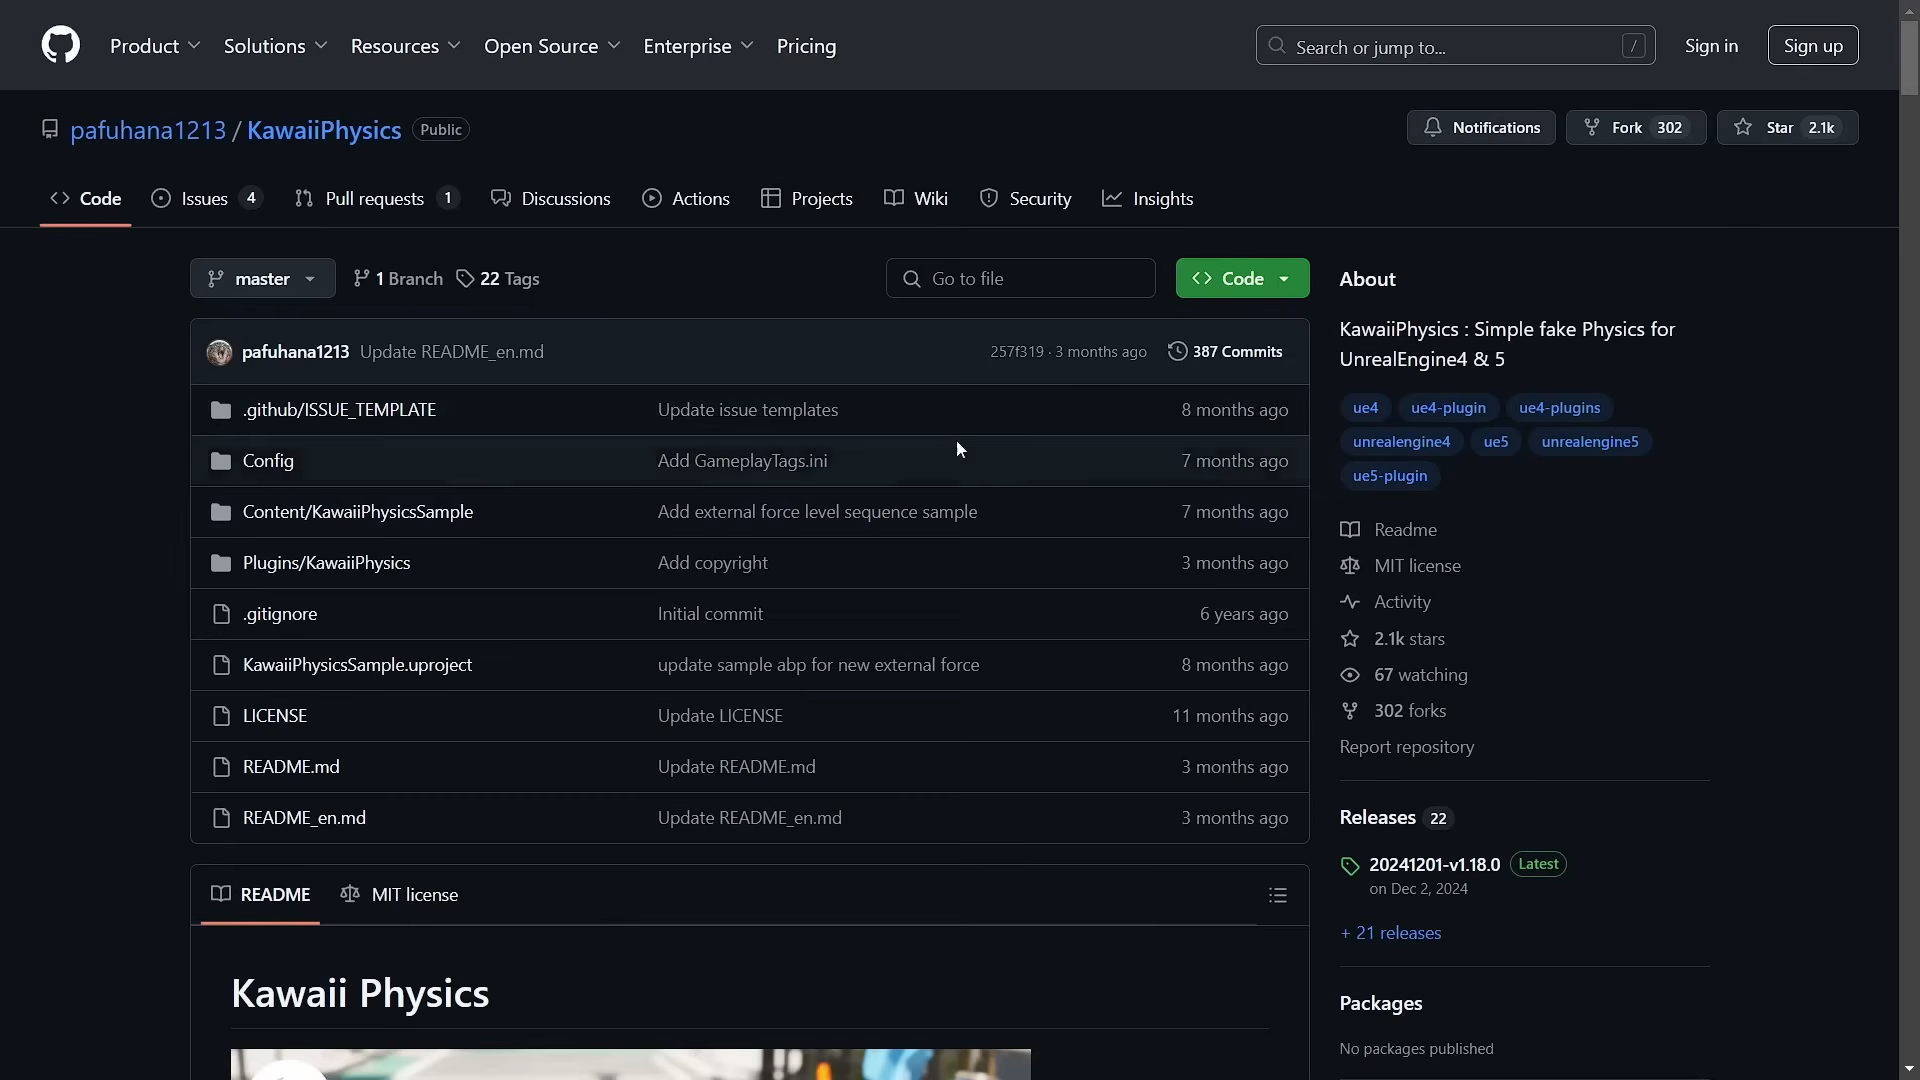 Product Solutions Resources Open Source Enterprise Pricing Search or jump to... / Sign in Sign up
pafuhana1213 / KawaiiPhysics Public Notifications Fork 302 Star 2.1k
Code Issues 4 Pull requests 1 Discussions Actions Projects Wiki Security Insights
master 1 Branch 22 Tags Go to file Code
pafuhana1213 Update README_en.md 257f319 · 3 months ago 387 Commits
.github/ISSUE_TEMPLATE Update issue templates 8 months ago
Config Add GameplayTags.ini 7 months ago
Content/KawaiiPhysicsSample Add external force level sequence sample 7 months ago
Plugins/KawaiiPhysics Add copyright 3 months ago
.gitignore Initial commit 6 years ago
KawaiiPhysicsSample.uproject update sample abp for new external force 8 months ago
LICENSE Update LICENSE 11 months ago
README.md Update README.md 3 months ago
README_en.md Update README_en.md 3 months ago
README MIT license
Kawaii Physics
About
KawaiiPhysics : Simple fake Physics for
UnrealEngine4 & 5
ue4 ue4-plugin ue4-plugins
unrealengine4 ue5 unrealengine5
ue5-plugin
Readme
MIT license
Activity
2.1k stars
67 watching
302 forks
Report repository
Releases 22
20241201-v1.18.0 Latest
on Dec 2, 2024
+ 21 releases
Packages
No packages published